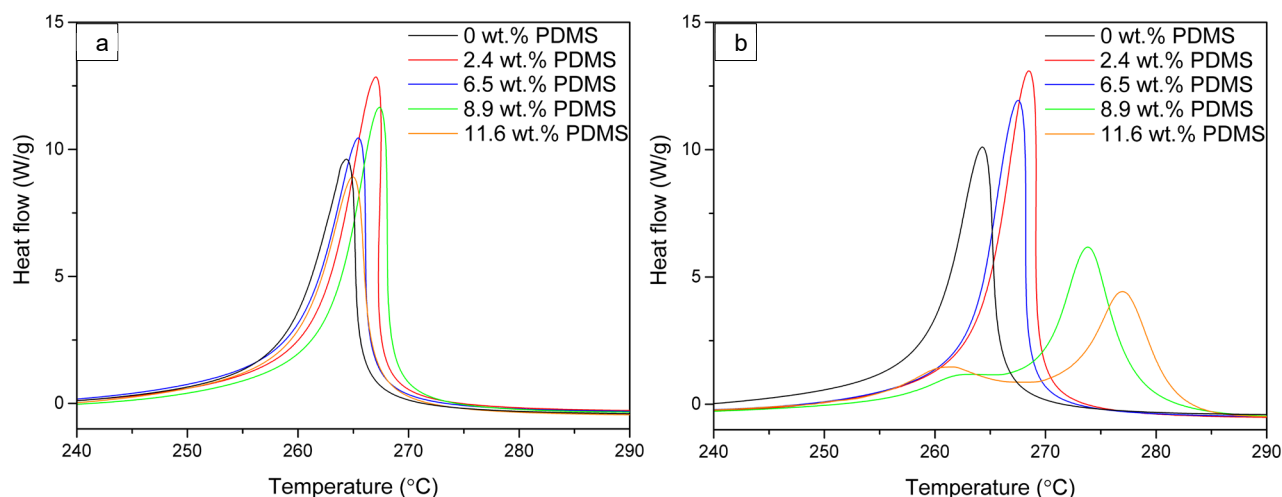 a
0 wt.% PDMS
2.4 wt.% PDMS
6.5 wt.% PDMS
8.9 wt.% PDMS
11.6 wt.% PDMS
15
10
5
0
Heat flow (W/g)
240 250 260 270 280 290
Temperature (°C)
b
0 wt.% PDMS
2.4 wt.% PDMS
6.5 wt.% PDMS
8.9 wt.% PDMS
11.6 wt.% PDMS
15
10
5
0
Heat flow (W/g)
240 250 260 270 280 290
Temperature (°C)